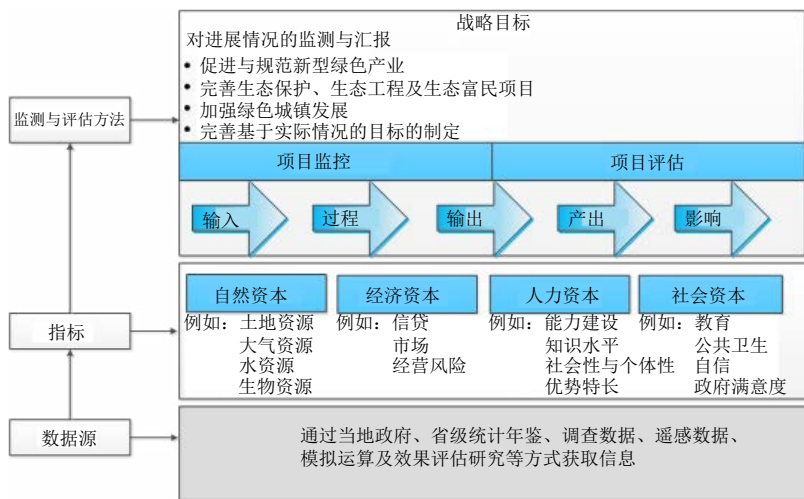 战略目标
对进展情况的监测与汇报
• 促进与规范新型绿色产业
• 完善生态保护、生态工程及生态富民项目
• 加强绿色城镇发展
• 完善基于实际情况的目标的制定
监测与评估方法
项目监控
项目评估
输入
过程
输出
产出
影响
指标
自然资本
例如：土地资源
大气资源
水资源
生物资源
经济资本
例如：信贷
市场
经营风险
人力资本
例如：能力建设
知识水平
社会性与个体性
优势特长
社会资本
例如：教育
公共卫生
自信
政府满意度
数据源
通过当地政府、省级统计年鉴、调查数据、遥感数据、
模拟运算及效果评估研究等方式获取信息